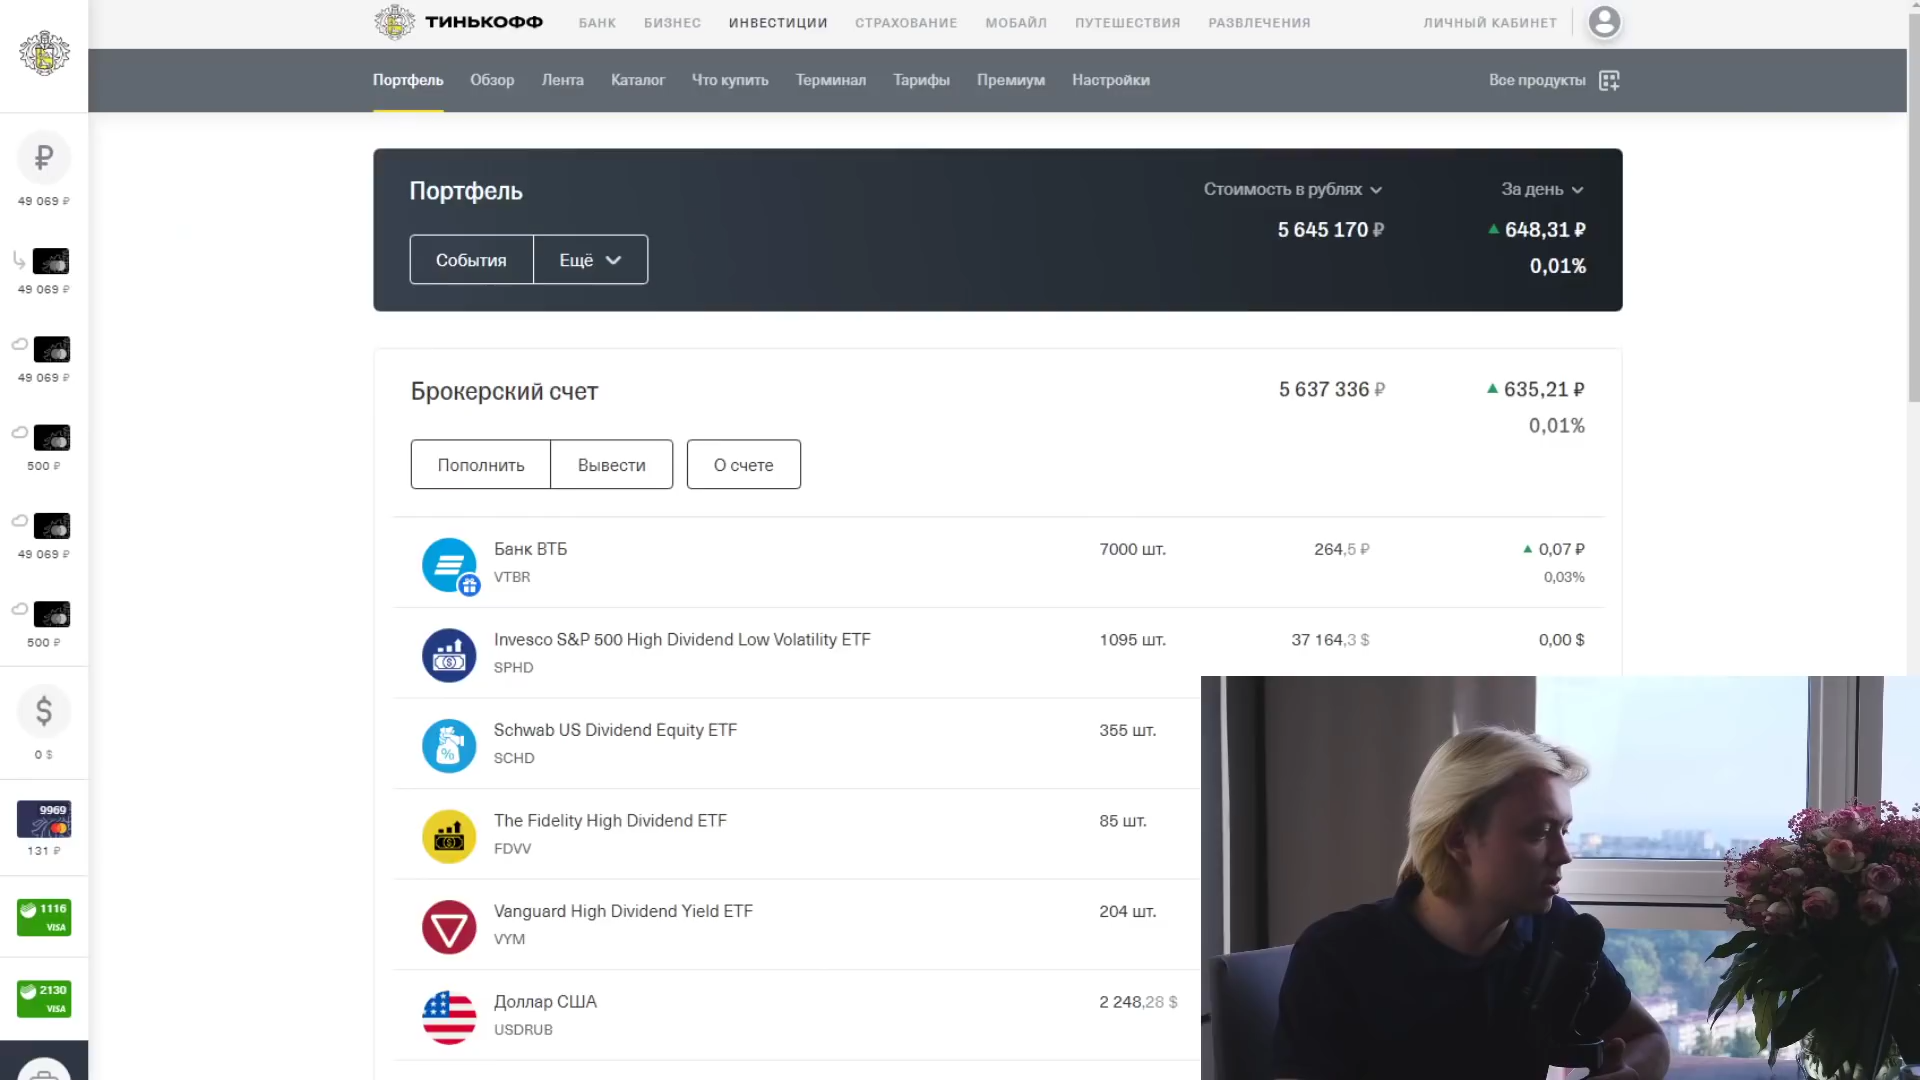 ТИНЬКОФФ
БАНК
БИЗНЕС
ИНВЕСТИЦИИ
СТРАХОВАНИЕ
МОБАЙЛ
ПУТЕШЕСТВИЯ
РАЗВЛЕЧЕНИЯ
ЛИЧНЫЙ КАБИНЕТ
Портфель
Обзор
Лента
Каталог
Что купить
Терминал
Тарифы
Премиум
Настройки
Все продукты
₽
49 069 ₽
49 069 ₽
49 069 ₽
500 ₽
49 069 ₽
500 ₽
$
0 $
9969
131 ₽
1116
VISA
2130
VISA
Портфель
Стоимость в рублях
За день
5 645 170 ₽
648,31 ₽
0,01%
События
Ещё
Брокерский счет
5 637 336 ₽
635,21 ₽
0,01%
Пополнить
Вывести
О счете
Банк ВТБ
7000 шт.
264,5 ₽
0,07 ₽
VTBR
0,03%
Invesco S&P 500 High Dividend Low Volatility ETF
1095 шт.
37 164,3 $
0,00 $
SPHD
Schwab US Dividend Equity ETF
355 шт.
SCHD
The Fidelity High Dividend ETF
85 шт.
FDVV
Vanguard High Dividend Yield ETF
204 шт.
VYM
Доллар США
2 248,28 $
USDRUB